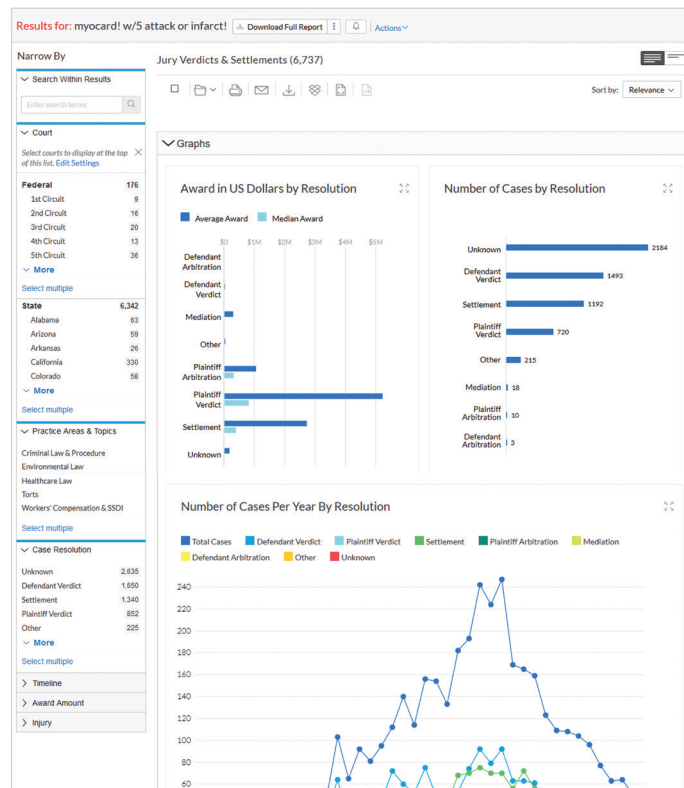 Results for: myocard! w/5 attack or infarct!
Download Full Report
Actions
Narrow By
Search Within Results
Enter search terms
Court
Select courts to display at the top
of this list. Edit Settings
Federal 176
1st Circuit 9
2nd Circuit 16
3rd Circuit 20
4th Circuit 13
5th Circuit 36
More
Select multiple
State 6,342
Alabama 63
Arizona 59
Arkansas 26
California 330
Colorado 58
More
Select multiple
Practice Areas & Topics
Criminal Law & Procedure
Environmental Law
Healthcare Law
Torts
Workers' Compensation & SSDI
Select multiple
Case Resolution
Unknown 2,635
Defendant Verdict 1,650
Settlement 1,340
Plaintiff Verdict 852
Other 225
More
Select multiple
Timeline
Award Amount
Injury
Jury Verdicts & Settlements (6,737)
Sort by: Relevance
Graphs
Award in US Dollars by Resolution
Average Award Median Award
$0 $1M $2M $3M $4M $5M
Defendant
Arbitration
Defendant
Verdict
Mediation
Other
Plaintiff
Arbitration
Plaintiff
Verdict
Settlement
Unknown
Number of Cases by Resolution
Unknown 2184
Defendant
Verdict 1493
Settlement 1192
Plaintiff
Verdict 720
Other 215
Mediation 18
Plaintiff
Arbitration 10
Defendant
Arbitration 3
Number of Cases Per Year By Resolution
Total Cases Defendant Verdict Plaintiff Verdict Settlement Plaintiff Arbitration Mediation
Defendant Arbitration Other Unknown
240
220
200
180
160
140
120
100
80
60